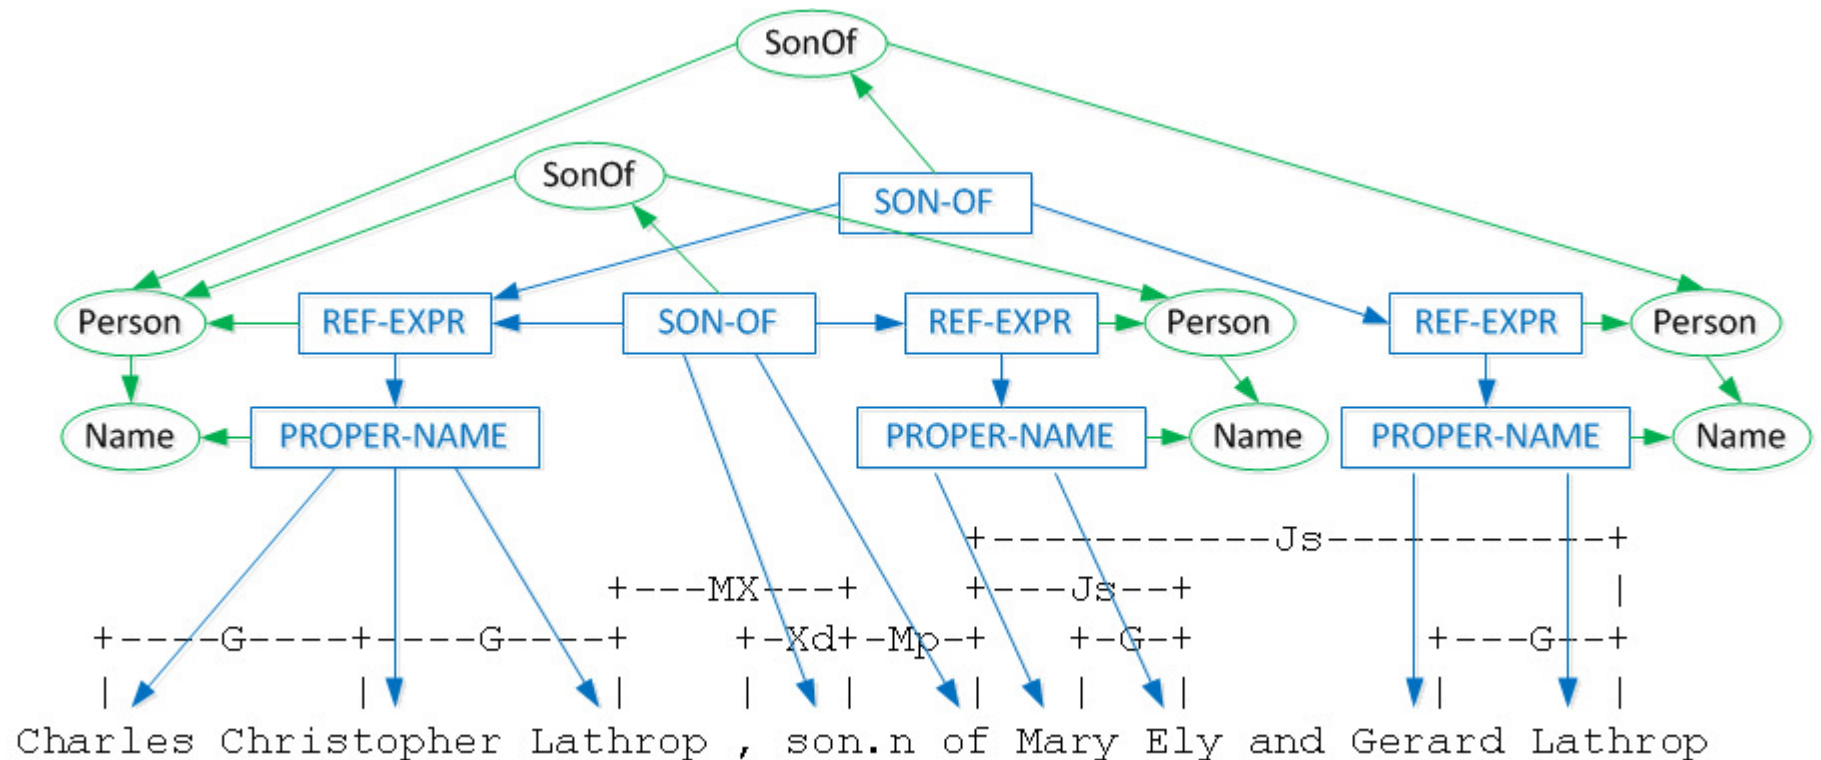 SonOf
SonOf SON-OF
Person REF-EXPR SON-OF REF-EXPR Person REF-EXPR Person
Name PROPER-NAME PROPER-NAME Name PROPER-NAME Name
+-----------Js-----------+
+---MX---+ +---Js--+ |
+----G----+----G----+ +-Xd+-Mp-+ +-G-+ +---G--+
| | | | | | | | | |
Charles Christopher Lathrop , son.n of Mary Ely and Gerard Lathrop